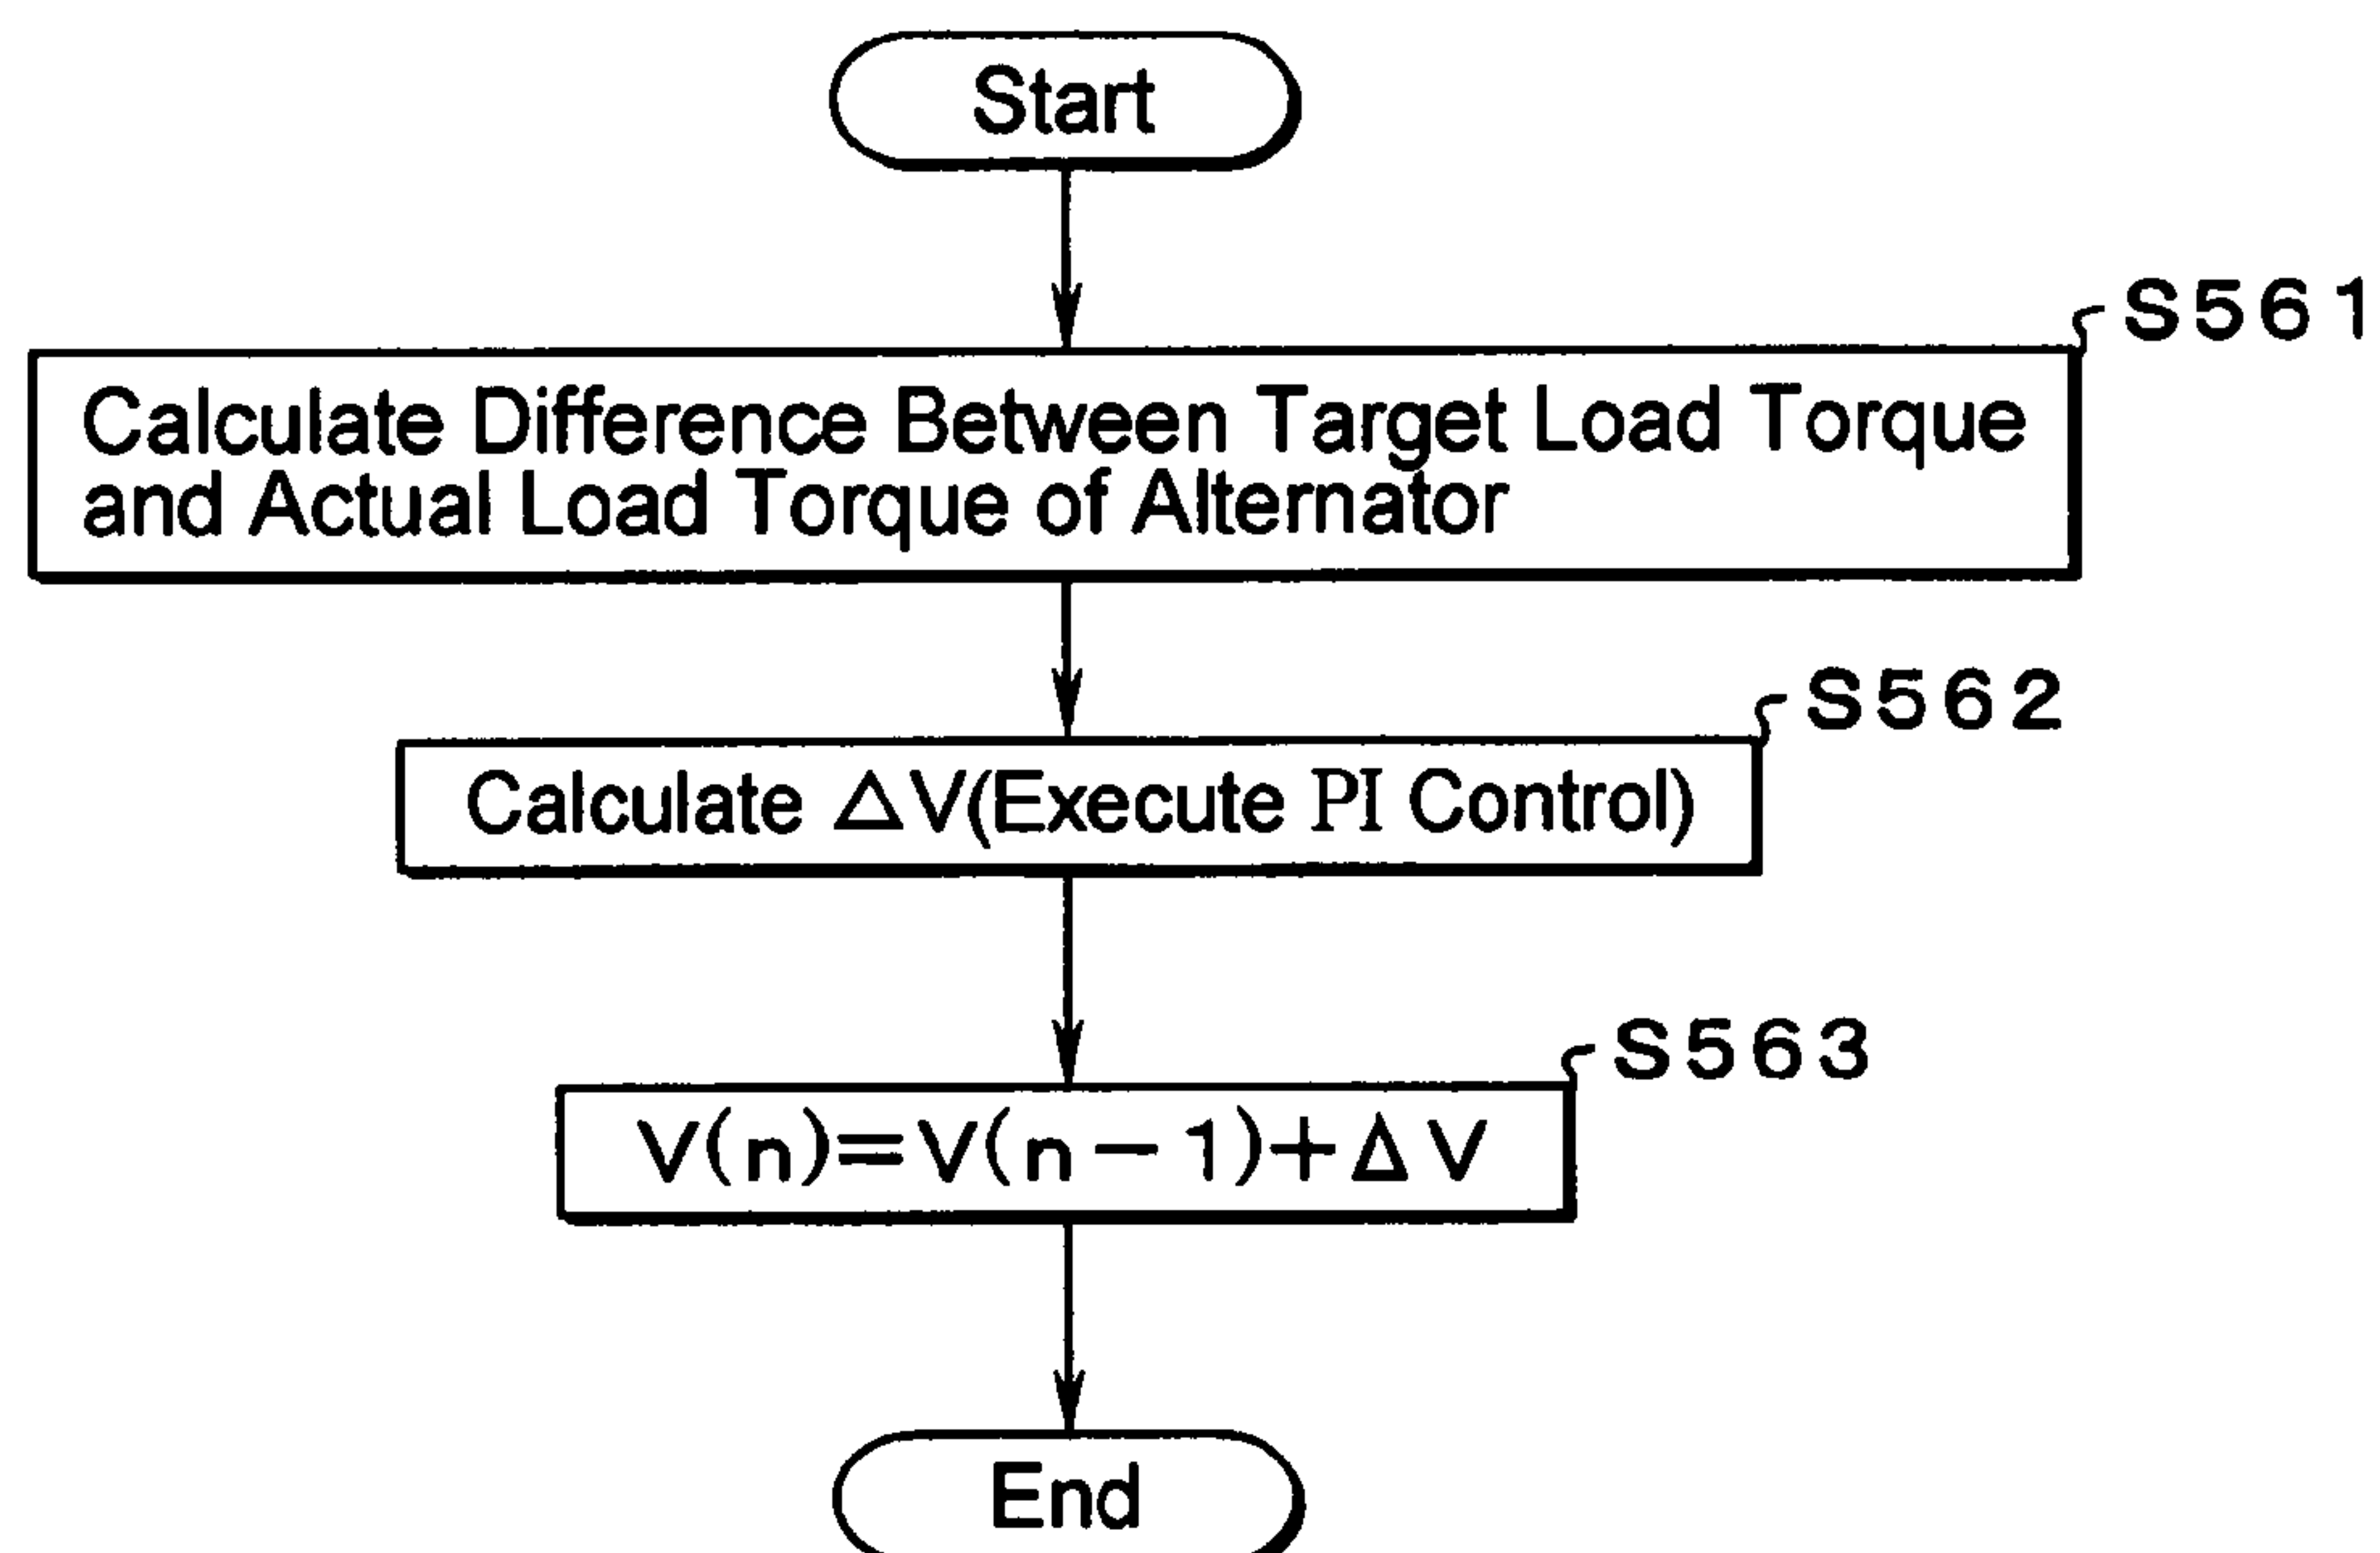 Start
S561
Calculate Difference Between Target Load Torque
and Actual Load Torque of Alternator
S562
Calculate ΔV(Execute PI Control)
S563
V(n)=V(n-1)+ΔV
End